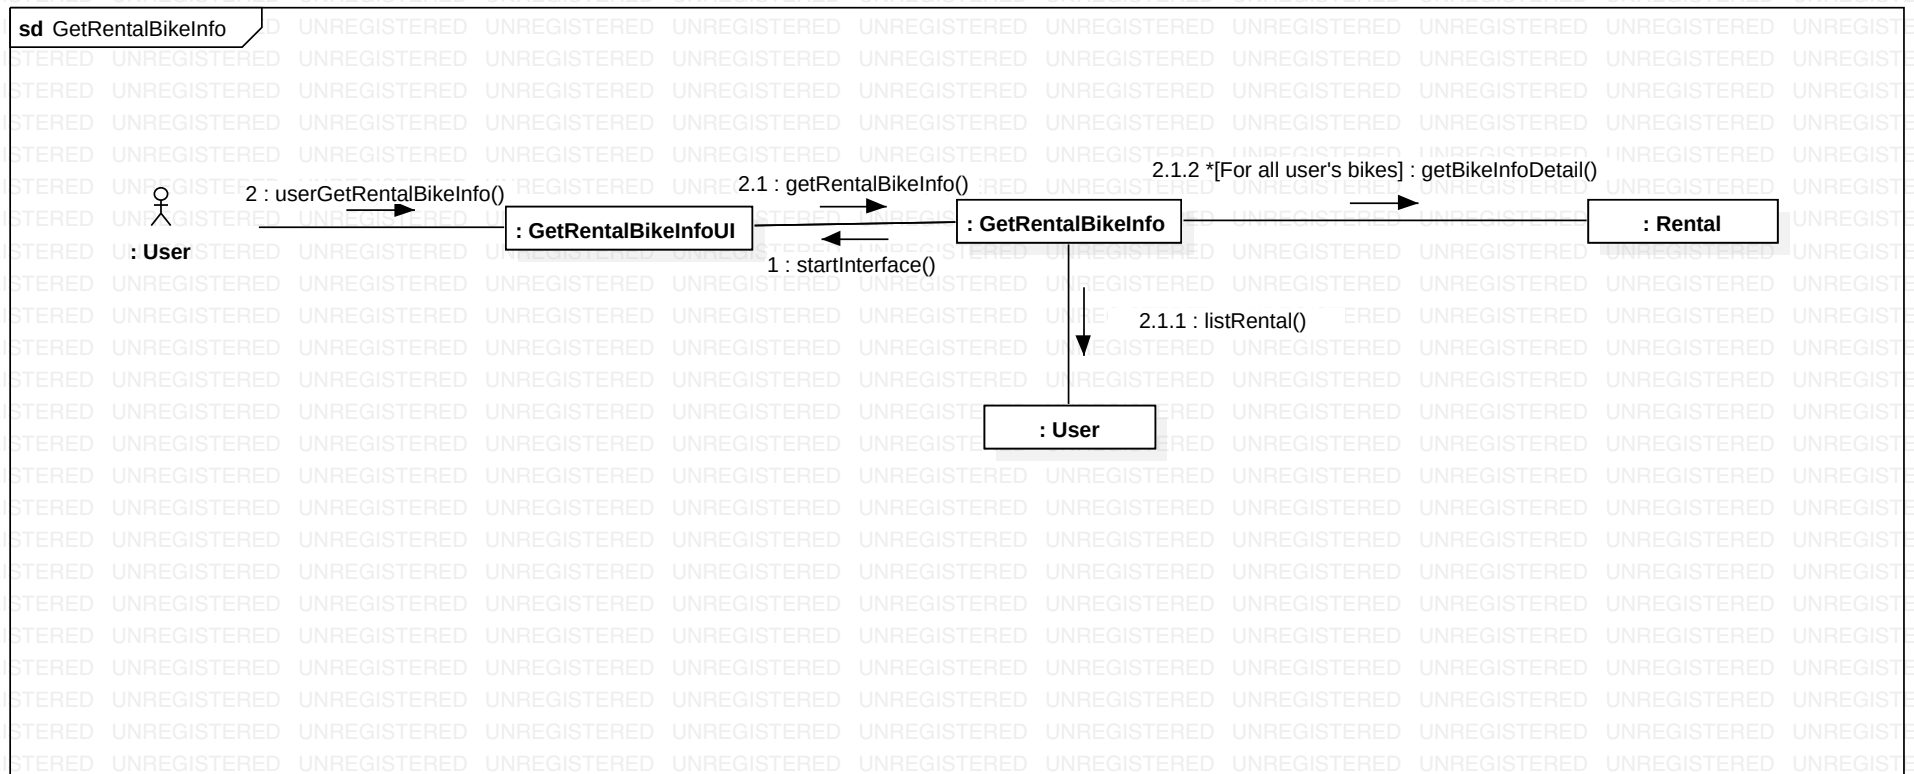 sd GetRentalBikeInfo
2.1.2 *[For all user's bikes] : getBikeInfoDetail()
2 : userGetRentalBikeInfo()
2.1 : getRentalBikeInfo()
: User
: GetRentalBikeInfoUI
: GetRentalBikeInfo
: Rental
1 : startInterface()
2.1.1 : listRental()
: User
UNREGISTERED